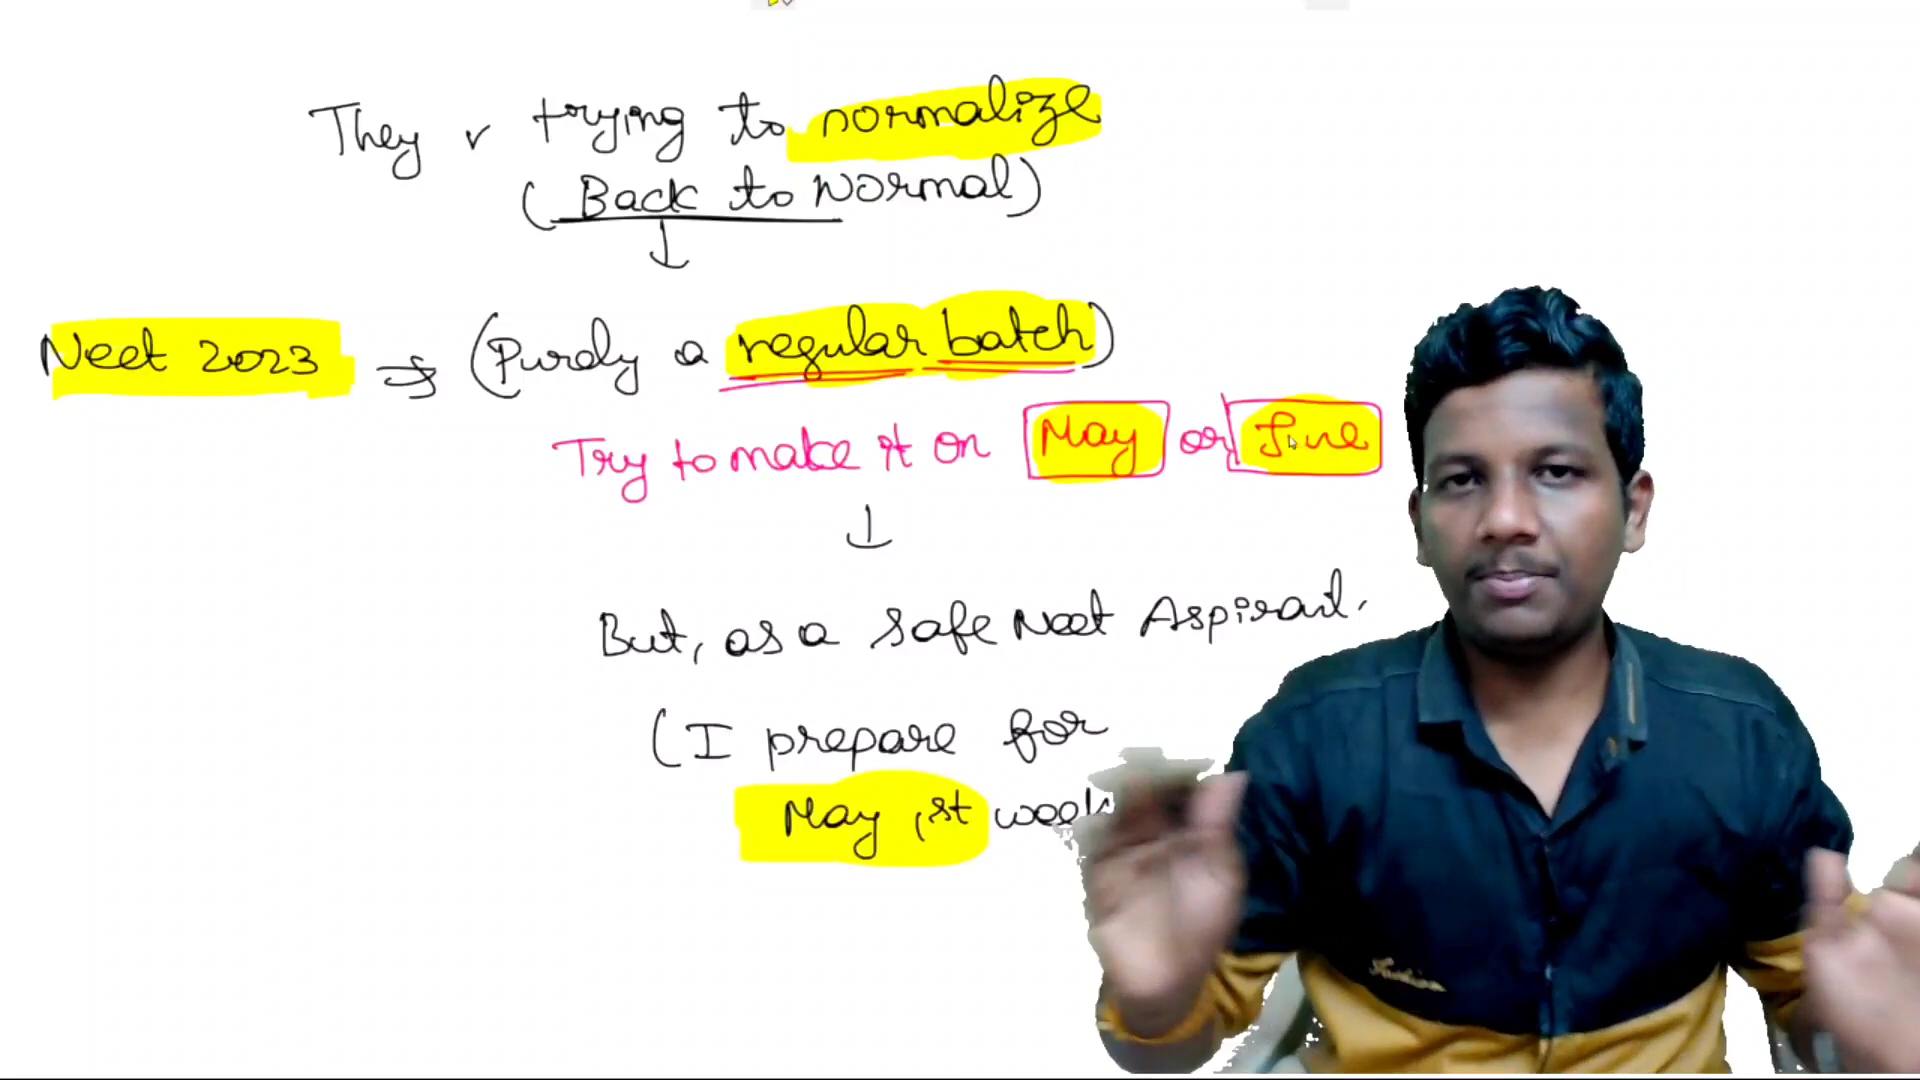 They r trying to normalize
(Back to Normal)
Neet 2023 ⇒ (Purely a regular batch)
Try to make it on May or June
But, as a safe Neet Aspirant.
(I prepare for
May 1st week
Fashion